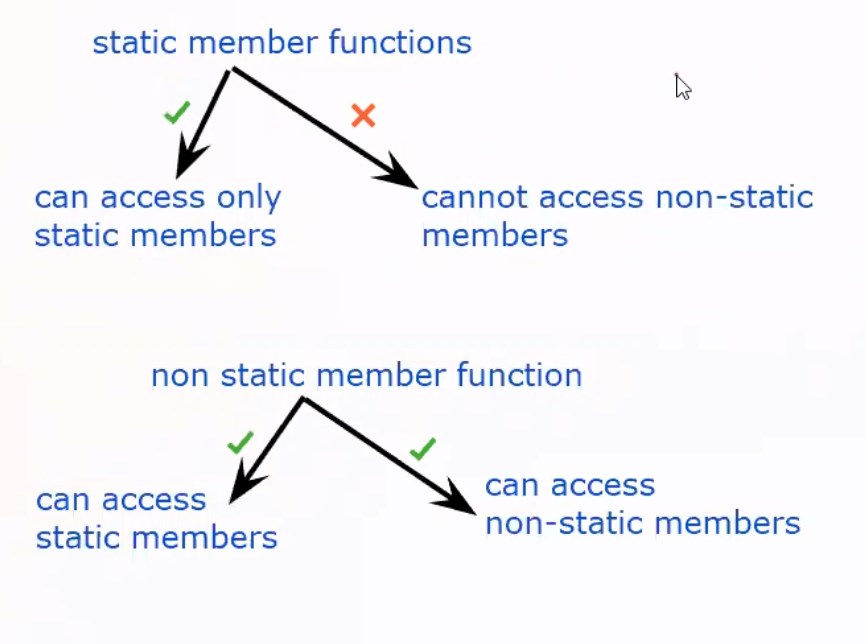 static member functions
can access only
static members
cannot access non-static
members
non static member function
can access
static members
can access
non-static members